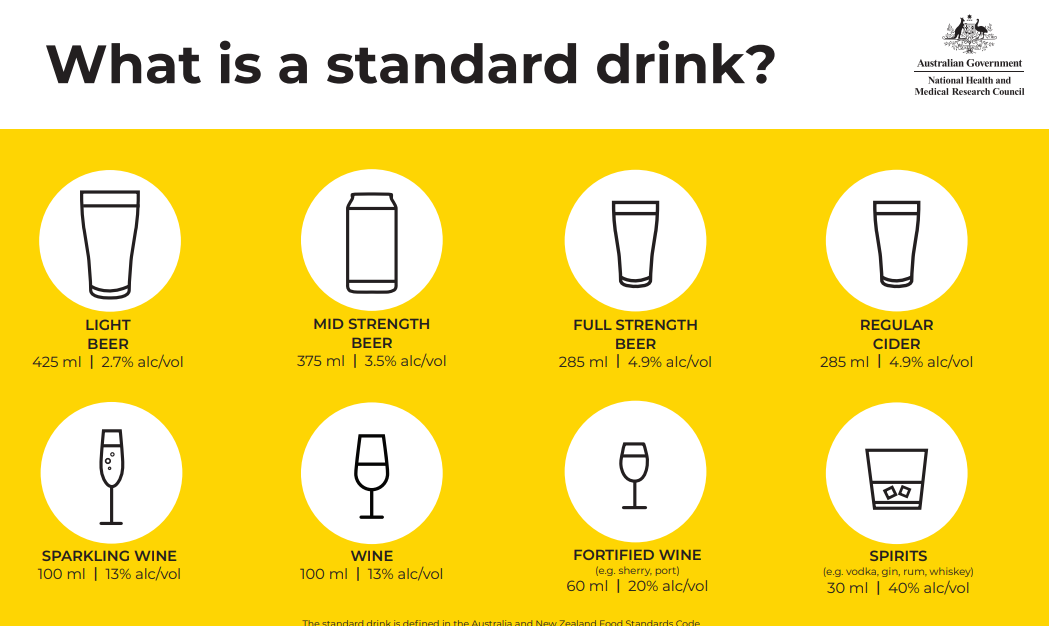 What is a standard drink?
Australian Government
National Health and
Medical Research Council
LIGHT
BEER
425 ml | 2.7% alc/vol
MID STRENGTH
BEER
375 ml | 3.5% alc/vol
FULL STRENGTH
BEER
285 ml | 4.9% alc/vol
REGULAR
CIDER
285 ml | 4.9% alc/vol
SPARKLING WINE
100 ml | 13% alc/vol
WINE
100 ml | 13% alc/vol
FORTIFIED WINE
(e.g. sherry, port)
60 ml | 20% alc/vol
SPIRITS
(e.g. vodka, gin, rum, whiskey)
30 ml | 40% alc/vol
The standard drink is defined in the Australia and New Zealand Food Standards Code